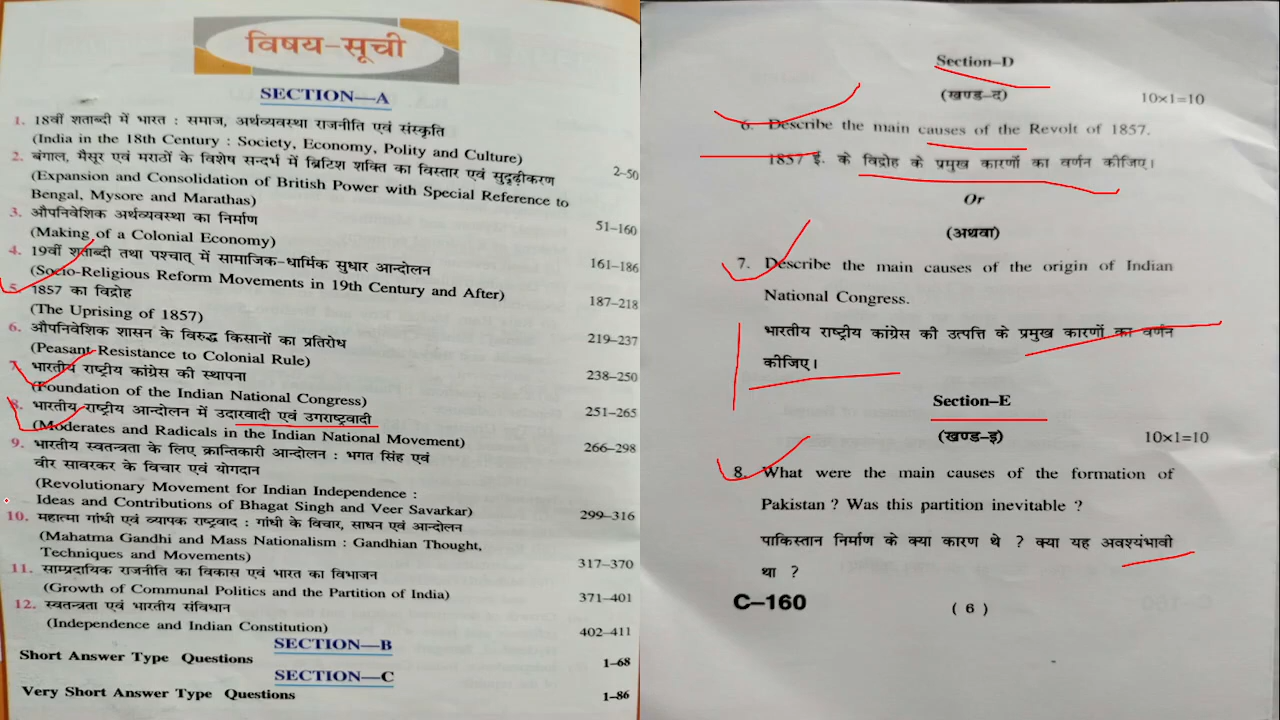 विषय-सूची
SECTION—A
1. 18वीं शताब्दी में भारत : समाज, अर्थव्यवस्था राजनीति एवं संस्कृति
(India in the 18th Century : Society, Economy, Polity and Culture) 2–50
2. बंगाल, मैसूर एवं मराठों के विशेष सन्दर्भ में ब्रिटिश शक्ति का विस्तार एवं सुदृढ़ीकरण
(Expansion and Consolidation of British Power with Special Reference to
Bengal, Mysore and Marathas) 51–160
3. औपनिवेशिक अर्थव्यवस्था का निर्माण
(Making of a Colonial Economy) 161–186
4. 19वीं शताब्दी तथा पश्चात् में सामाजिक-धार्मिक सुधार आन्दोलन
(Socio-Religious Reform Movements in 19th Century and After) 187–218
5. 1857 का विद्रोह
(The Uprising of 1857) 219–237
6. औपनिवेशिक शासन के विरुद्ध किसानों का प्रतिरोध
(Peasant Resistance to Colonial Rule) 238–250
7. भारतीय राष्ट्रीय कांग्रेस की स्थापना
(Foundation of the Indian National Congress) 251–265
8. भारतीय राष्ट्रीय आन्दोलन में उदारवादी एवं उगराष्ट्रवादी
(Moderates and Radicals in the Indian National Movement) 266–298
9. भारतीय स्वतन्त्रता के लिए क्रान्तिकारी आन्दोलन : भगत सिंह एवं
वीर सावरकर के विचार एवं योगदान
(Revolutionary Movement for Indian Independence :
Ideas and Contributions of Bhagat Singh and Veer Savarkar) 299–316
10. महात्मा गांधी एवं व्यापक राष्ट्रवाद : गांधी के विचार, साधन एवं आन्दोलन
(Mahatma Gandhi and Mass Nationalism : Gandhian Thought,
Techniques and Movements) 317–370
11. साम्प्रदायिक राजनीति का विकास एवं भारत का विभाजन
(Growth of Communal Politics and the Partition of India) 371–401
12. स्वतन्त्रता एवं भारतीय संविधान
(Independence and Indian Constitution) 402–411
SECTION—B
Short Answer Type Questions 1–68
SECTION—C
Very Short Answer Type Questions 1–86
Section–D
(खण्ड–द) 10×1=10
6. Describe the main causes of the Revolt of 1857.
1857 ई. के विद्रोह के प्रमुख कारणों का वर्णन कीजिए।
Or
(अथवा)
7. Describe the main causes of the origin of Indian
National Congress.
भारतीय राष्ट्रीय कांग्रेस की उत्पत्ति के प्रमुख कारणों का वर्णन
कीजिए।
Section–E
(खण्ड–इ) 10×1=10
8. What were the main causes of the formation of
Pakistan ? Was this partition inevitable ?
पाकिस्तान निर्माण के क्या कारण थे ? क्या यह अवश्यंभावी
था ?
C–160 ( 6 )